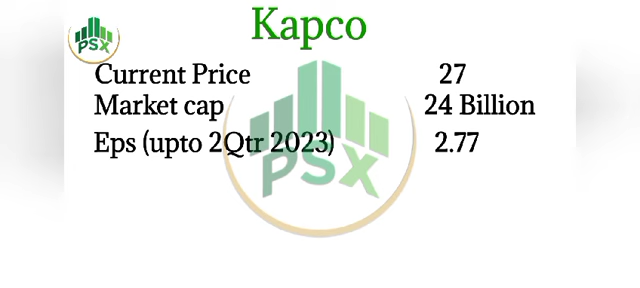 Kapco
PSX
Current Price 27
Market cap 24 Billion
Eps (upto 2Qtr 2023) 2.77
PSX